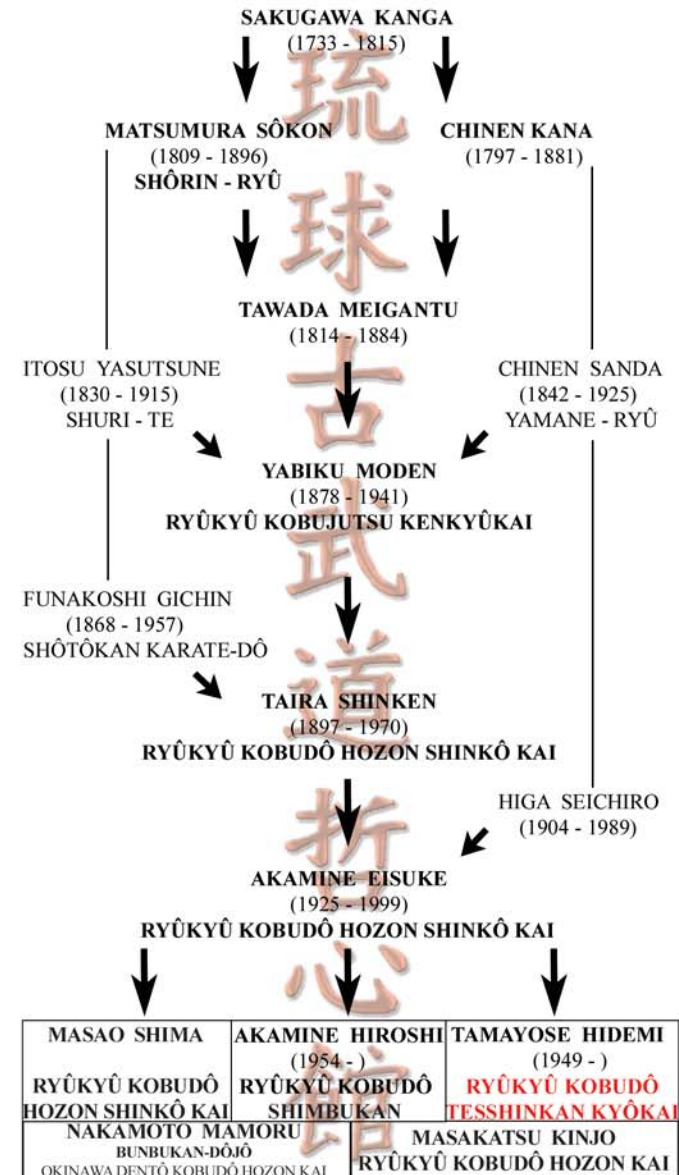 SAKUGAWA KANGA
(1733 - 1815)
MATSUMURA SÔKON
(1809 - 1896)
SHÔRIN - RYÛ
CHINEN KANA
(1797 - 1881)
TAWADA MEIGANTU
(1814 - 1884)
ITOSU YASUTSUNE
(1830 - 1915)
SHURI - TE
CHINEN SANDA
(1842 - 1925)
YAMANE - RYÛ
YABIKU MODEN
(1878 - 1941)
RYÛKYÛ KOBUJUTSU KENKYÛKAI
FUNAKOSHI GICHIN
(1868 - 1957)
SHÔTÔKAN KARATE-DÔ
TAIRA SHINKEN
(1897 - 1970)
RYÛKYÛ KOBUDÔ HOZON SHINKÔ KAI
HIGA SEICHIRO
(1904 - 1989)
AKAMINE EISUKE
(1925 - 1999)
RYÛKYÛ KOBUDÔ HOZON SHINKÔ KAI
MASAO SHIMA
RYÛKYÛ KOBUDÔ
HOZON SHINKÔ KAI
AKAMINE HIROSHI
(1954 - )
RYÛKYÛ KOBUDÔ
SHIMBUKAN
TAMAYOSE HIDEMI
(1949 - )
RYÛKYÛ KOBUDÔ
TESSHINKAN KYÔKAI
NAKAMOTO MAMORU
BUNBUKAN-DÔJÔ
OKINAWA DENTÔ KOBUDÔ HOZON KAI
MASAKATSU KINJO
RYÛKYÛ KOBUDÔ HOZON KAI
琉球古武道哲心館